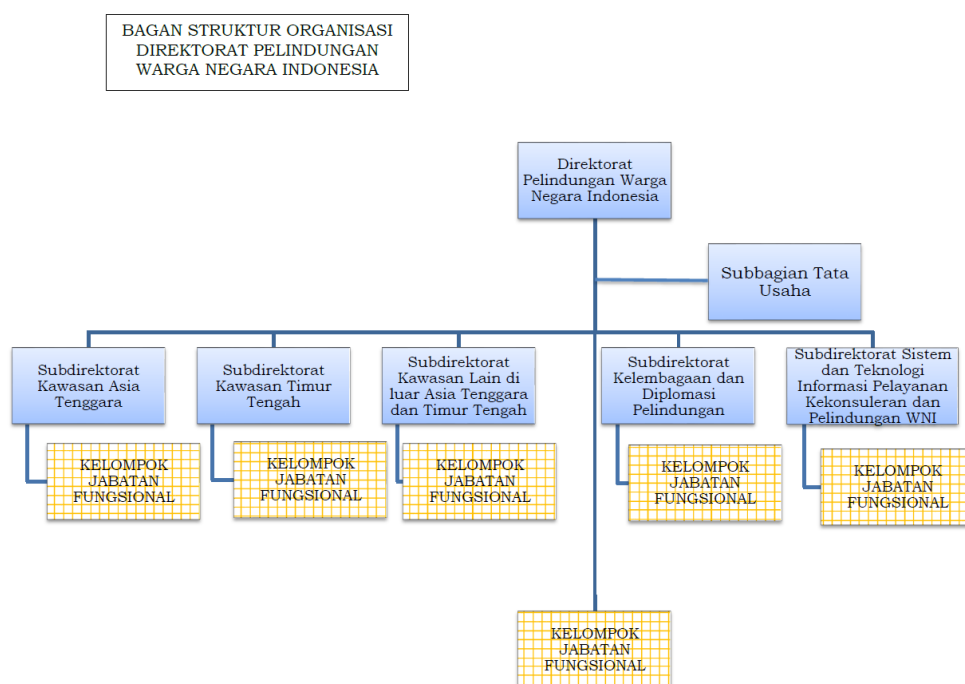 BAGAN STRUKTUR ORGANISASI
DIREKTORAT PELINDUNGAN
WARGA NEGARA INDONESIA
Direktorat
Pelindungan Warga
Negara Indonesia
Subbagian Tata
Usaha
Subdirektorat
Kawasan Asia
Tenggara
Subdirektorat
Kawasan Timur
Tengah
Subdirektorat
Kawasan Lain di
luar Asia Tenggara
dan Timur Tengah
Subdirektorat
Kelembagaan dan
Diplomasi
Pelindungan
Subdirektorat Sistem
dan Teknologi
Informasi Pelayanan
Kekonsuleran dan
Pelindungan WNI
KELOMPOK
JABATAN
FUNGSIONAL
KELOMPOK
JABATAN
FUNGSIONAL
KELOMPOK
JABATAN
FUNGSIONAL
KELOMPOK
JABATAN
FUNGSIONAL
KELOMPOK
JABATAN
FUNGSIONAL
KELOMPOK
JABATAN
FUNGSIONAL